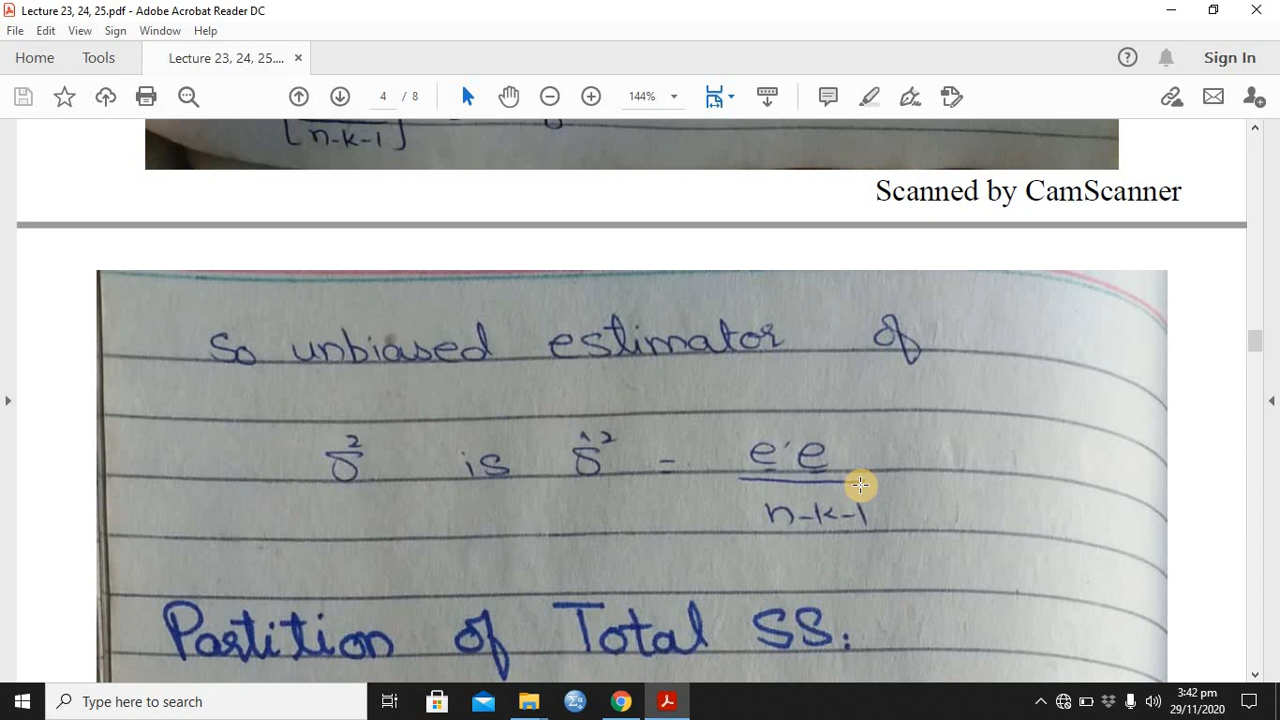 Lecture 23, 24, 25.pdf - Adobe Acrobat Reader DC
File Edit View Sign Window Help
Home Tools Lecture 23, 24, 25.... × Sign In
4 / 8 144%
[n-k-1]
Scanned by CamScanner
So unbiased estimator of
σ² is σ̂² = e'e
n-k-1
Partition of Total SS:
Type here to search
3:42 pm
29/11/2020